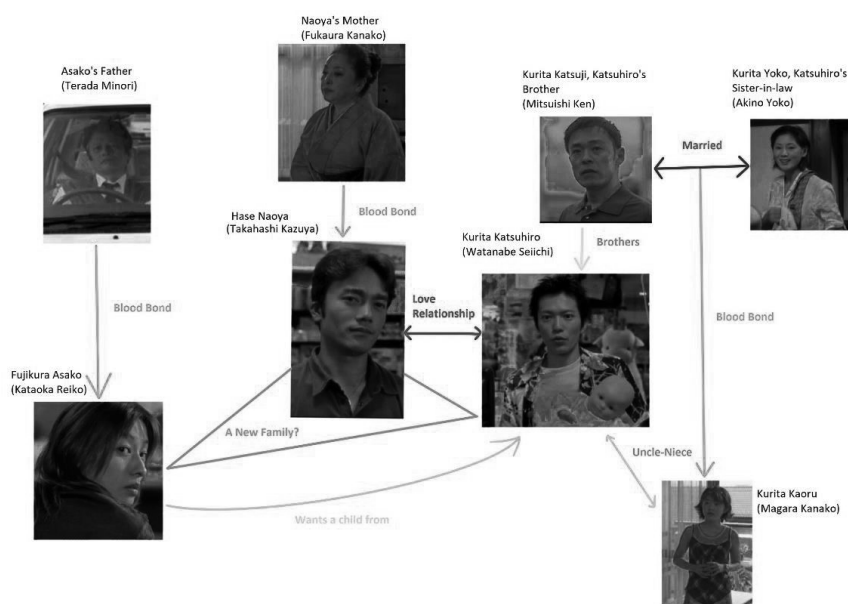 Naoya's Mother
(Fukaura Kanako)
Asako's Father
(Terada Minori)
Kurita Katsuji, Katsuhiro's
Brother
(Mitsuishi Ken)
Kurita Yoko, Katsuhiro's
Sister-in-law
(Akino Yoko)
Married
Blood Bond
Hase Naoya
(Takahashi Kazuya)
Kurita Katsuhiro
(Watanabe Seiichi)
Brothers
Blood Bond
Love
Relationship
Blood Bond
Fujikura Asako
(Kataoka Reiko)
A New Family?
Uncle-Niece
Wants a child from
Kurita Kaoru
(Magara Kanako)